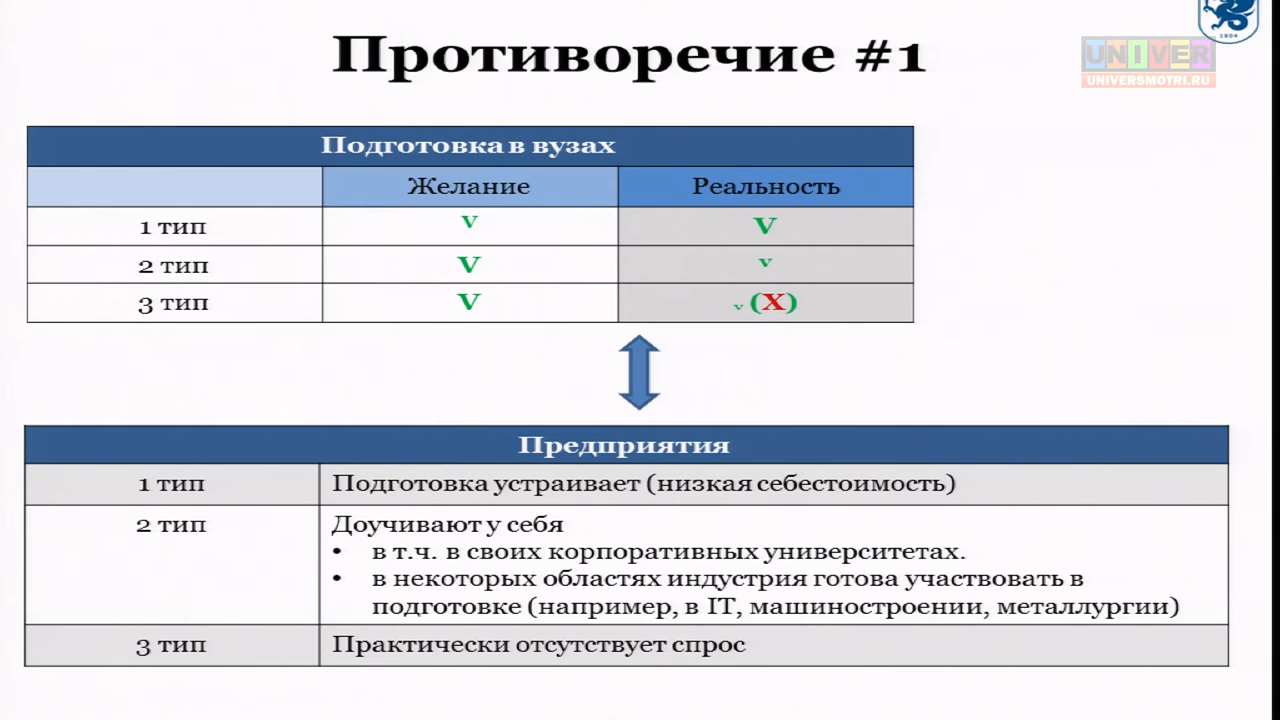 1804
Противоречие #1
UNIVER
UNIVERSMOTRI.RU
Подготовка в вузах
Желание Реальность
1 тип v V
2 тип V v
3 тип V v (X)
Предприятия
1 тип Подготовка устраивает (низкая себестоимость)
2 тип Доучивают у себя
• в т.ч. в своих корпоративных университетах.
• в некоторых областях индустрия готова участвовать в
подготовке (например, в IT, машиностроении, металлургии)
3 тип Практически отсутствует спрос